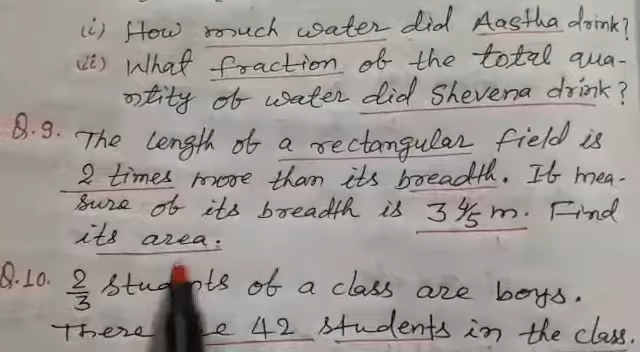 (i) How much water did Aastha drink?
(ii) What fraction of the total qua-
ntity of water did Shevena drink?
Q.9. The length of a rectangular field is
2 times more than its breadth. If mea-
sure of its breadth is 3 4/5 m. Find
its area.
Q.10. 2/3 students of a class are boys.
There 42 students in the class.